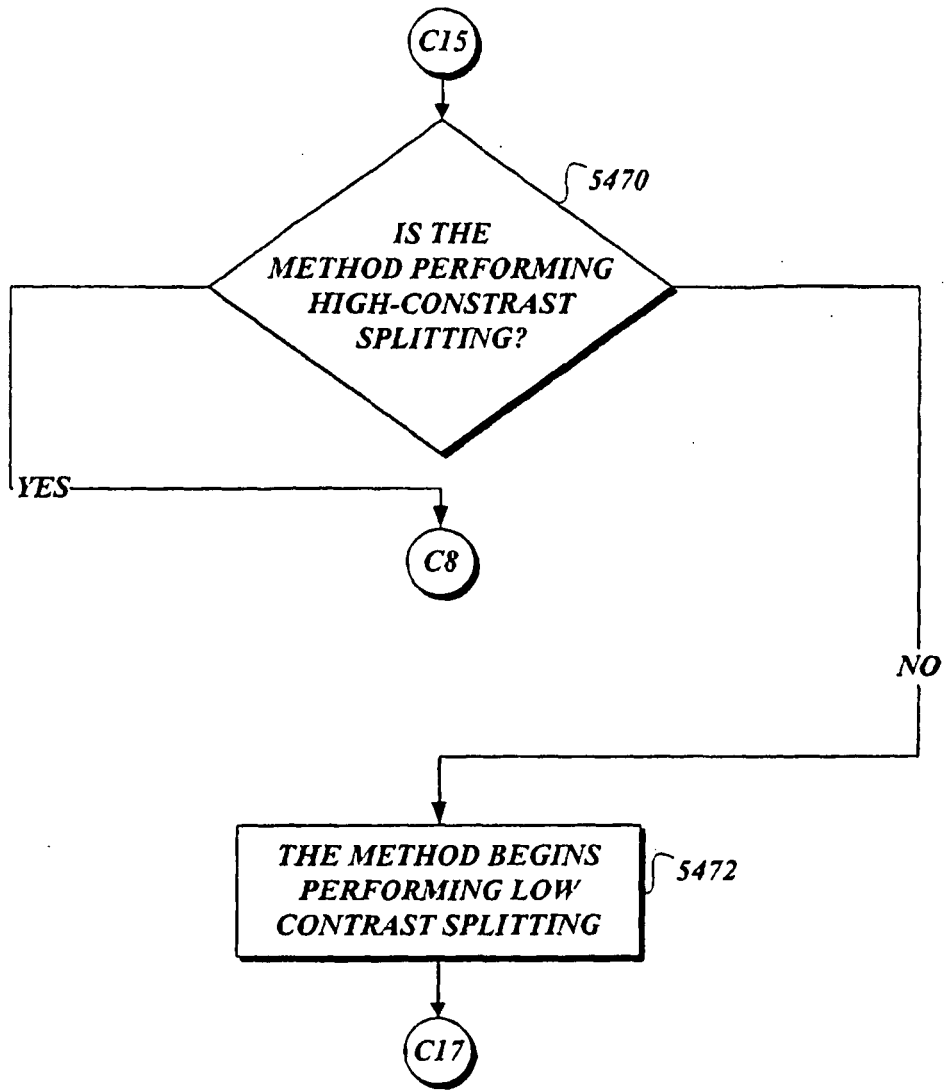 C15
5470
IS THE
METHOD PERFORMING
HIGH-CONSTRAST
SPLITTING?
YES
C8
NO
THE METHOD BEGINS
PERFORMING LOW
CONTRAST SPLITTING
5472
C17